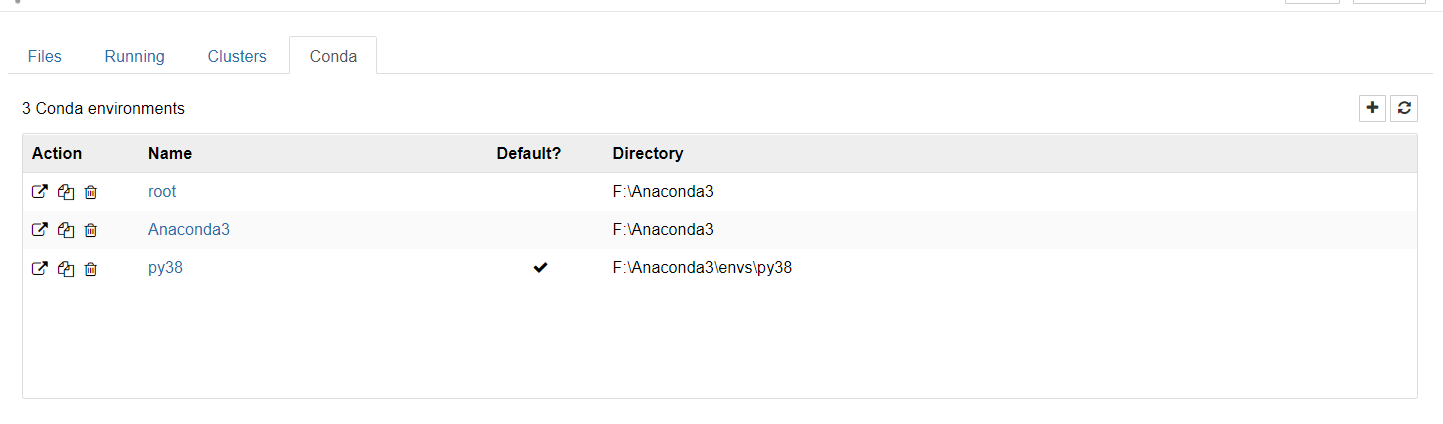 Files Running Clusters Conda
3 Conda environments
Action Name Default? Directory
root F:\Anaconda3
Anaconda3 F:\Anaconda3
py38 F:\Anaconda3\envs\py38